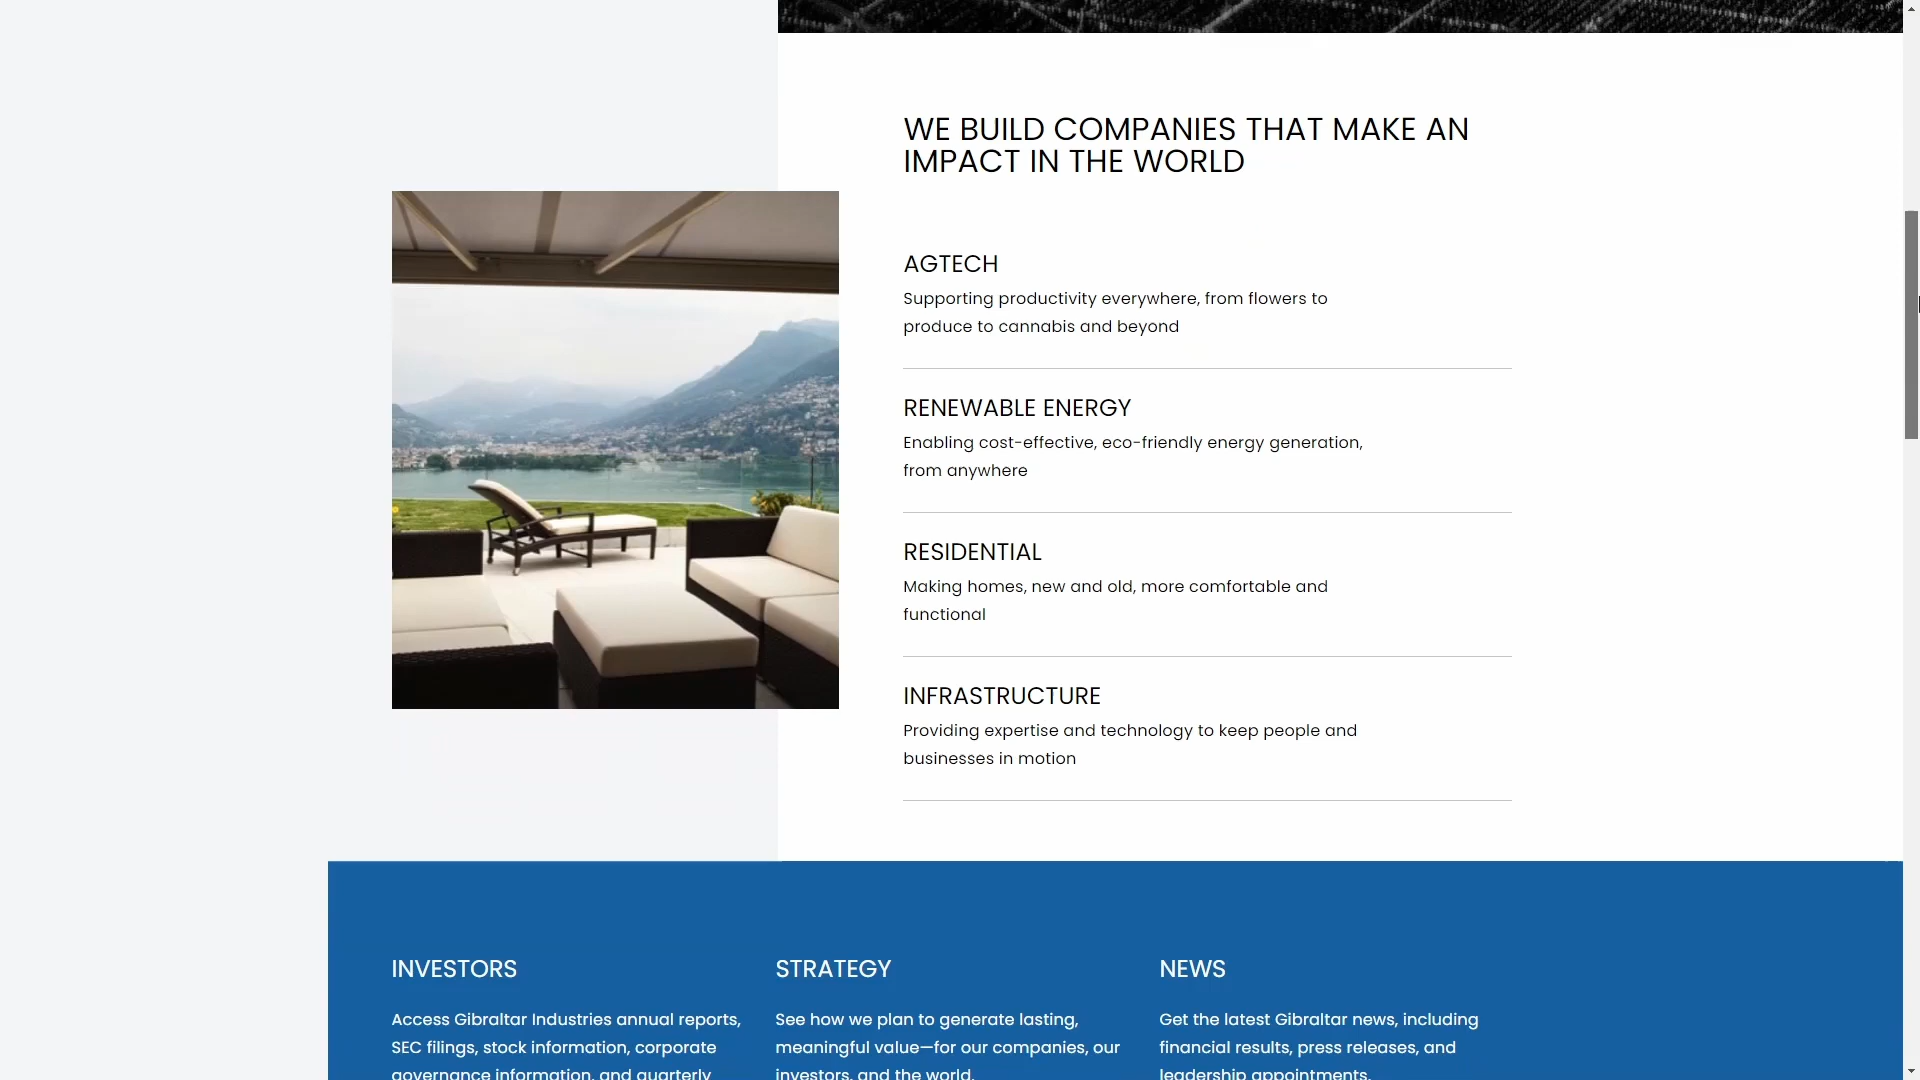 WE BUILD COMPANIES THAT MAKE AN
IMPACT IN THE WORLD
AGTECH
Supporting productivity everywhere, from flowers to
produce to cannabis and beyond
RENEWABLE ENERGY
Enabling cost-effective, eco-friendly energy generation,
from anywhere
RESIDENTIAL
Making homes, new and old, more comfortable and
functional
INFRASTRUCTURE
Providing expertise and technology to keep people and
businesses in motion
INVESTORS
Access Gibraltar Industries annual reports,
SEC filings, stock information, corporate
governance information, and quarterly
STRATEGY
See how we plan to generate lasting,
meaningful value—for our companies, our
investors, and the world.
NEWS
Get the latest Gibraltar news, including
financial results, press releases, and
leadership appointments.